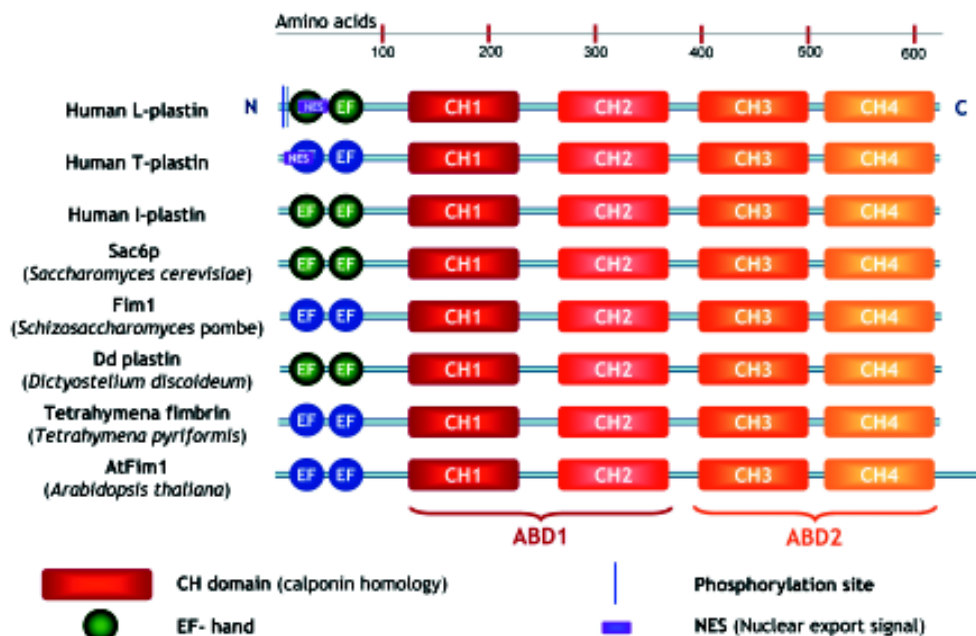 Amino acids
100 200 300 400 500 600
Human L-plastin N NES EF CH1 CH2 CH3 CH4 C
Human T-plastin NES EF CH1 CH2 CH3 CH4
Human I-plastin EF EF CH1 CH2 CH3 CH4
Sac6p
(Saccharomyces cerevisiae) EF EF CH1 CH2 CH3 CH4
Fim1
(Schizosaccharomyces pombe) EF EF CH1 CH2 CH3 CH4
Dd plastin
(Dictyostelium discoideum) EF EF CH1 CH2 CH3 CH4
Tetrahymena fimbrin
(Tetrahymena pyriformis) EF EF CH1 CH2 CH3 CH4
AtFim1
(Arabidopsis thaliana) EF EF CH1 CH2 CH3 CH4
ABD1 ABD2
CH domain (calponin homology) Phosphorylation site
EF EF- hand NES (Nuclear export signal)